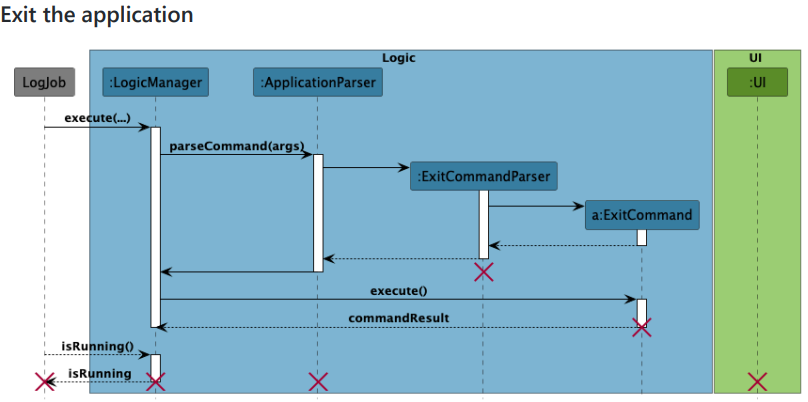 Exit the application
Logic
UI
LogJob
:LogicManager
:ApplicationParser
:UI
execute(...)
parseCommand(args)
:ExitCommandParser
a:ExitCommand
execute()
commandResult
isRunning()
isRunning